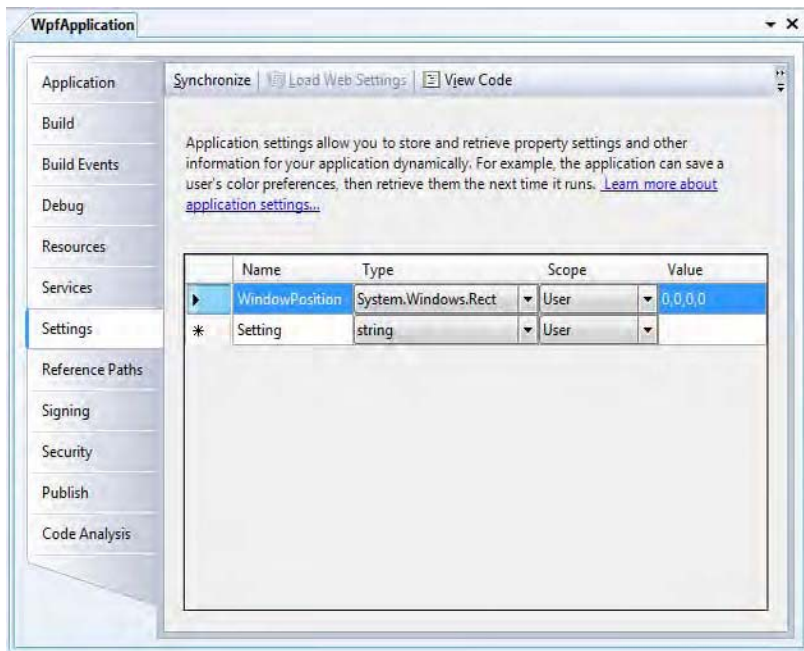 WpfApplication
Application
Build
Build Events
Debug
Resources
Services
Settings
Reference Paths
Signing
Security
Publish
Code Analysis
Synchronize Load Web Settings View Code
Application settings allow you to store and retrieve property settings and other
information for your application dynamically. For example, the application can save a
user's color preferences, then retrieve them the next time it runs. Learn more about
application settings...
Name Type Scope Value
WindowPosition System.Windows.Rect User 0,0,0,0
* Setting string User